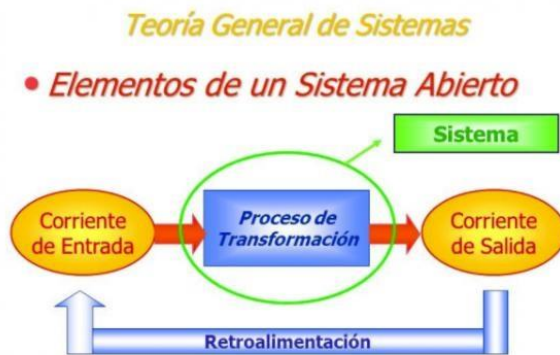 Teoría General de Sistemas
• Elementos de un Sistema Abierto
Sistema
Corriente
de Entrada
Proceso de
Transformación
Corriente
de Salida
Retroalimentación